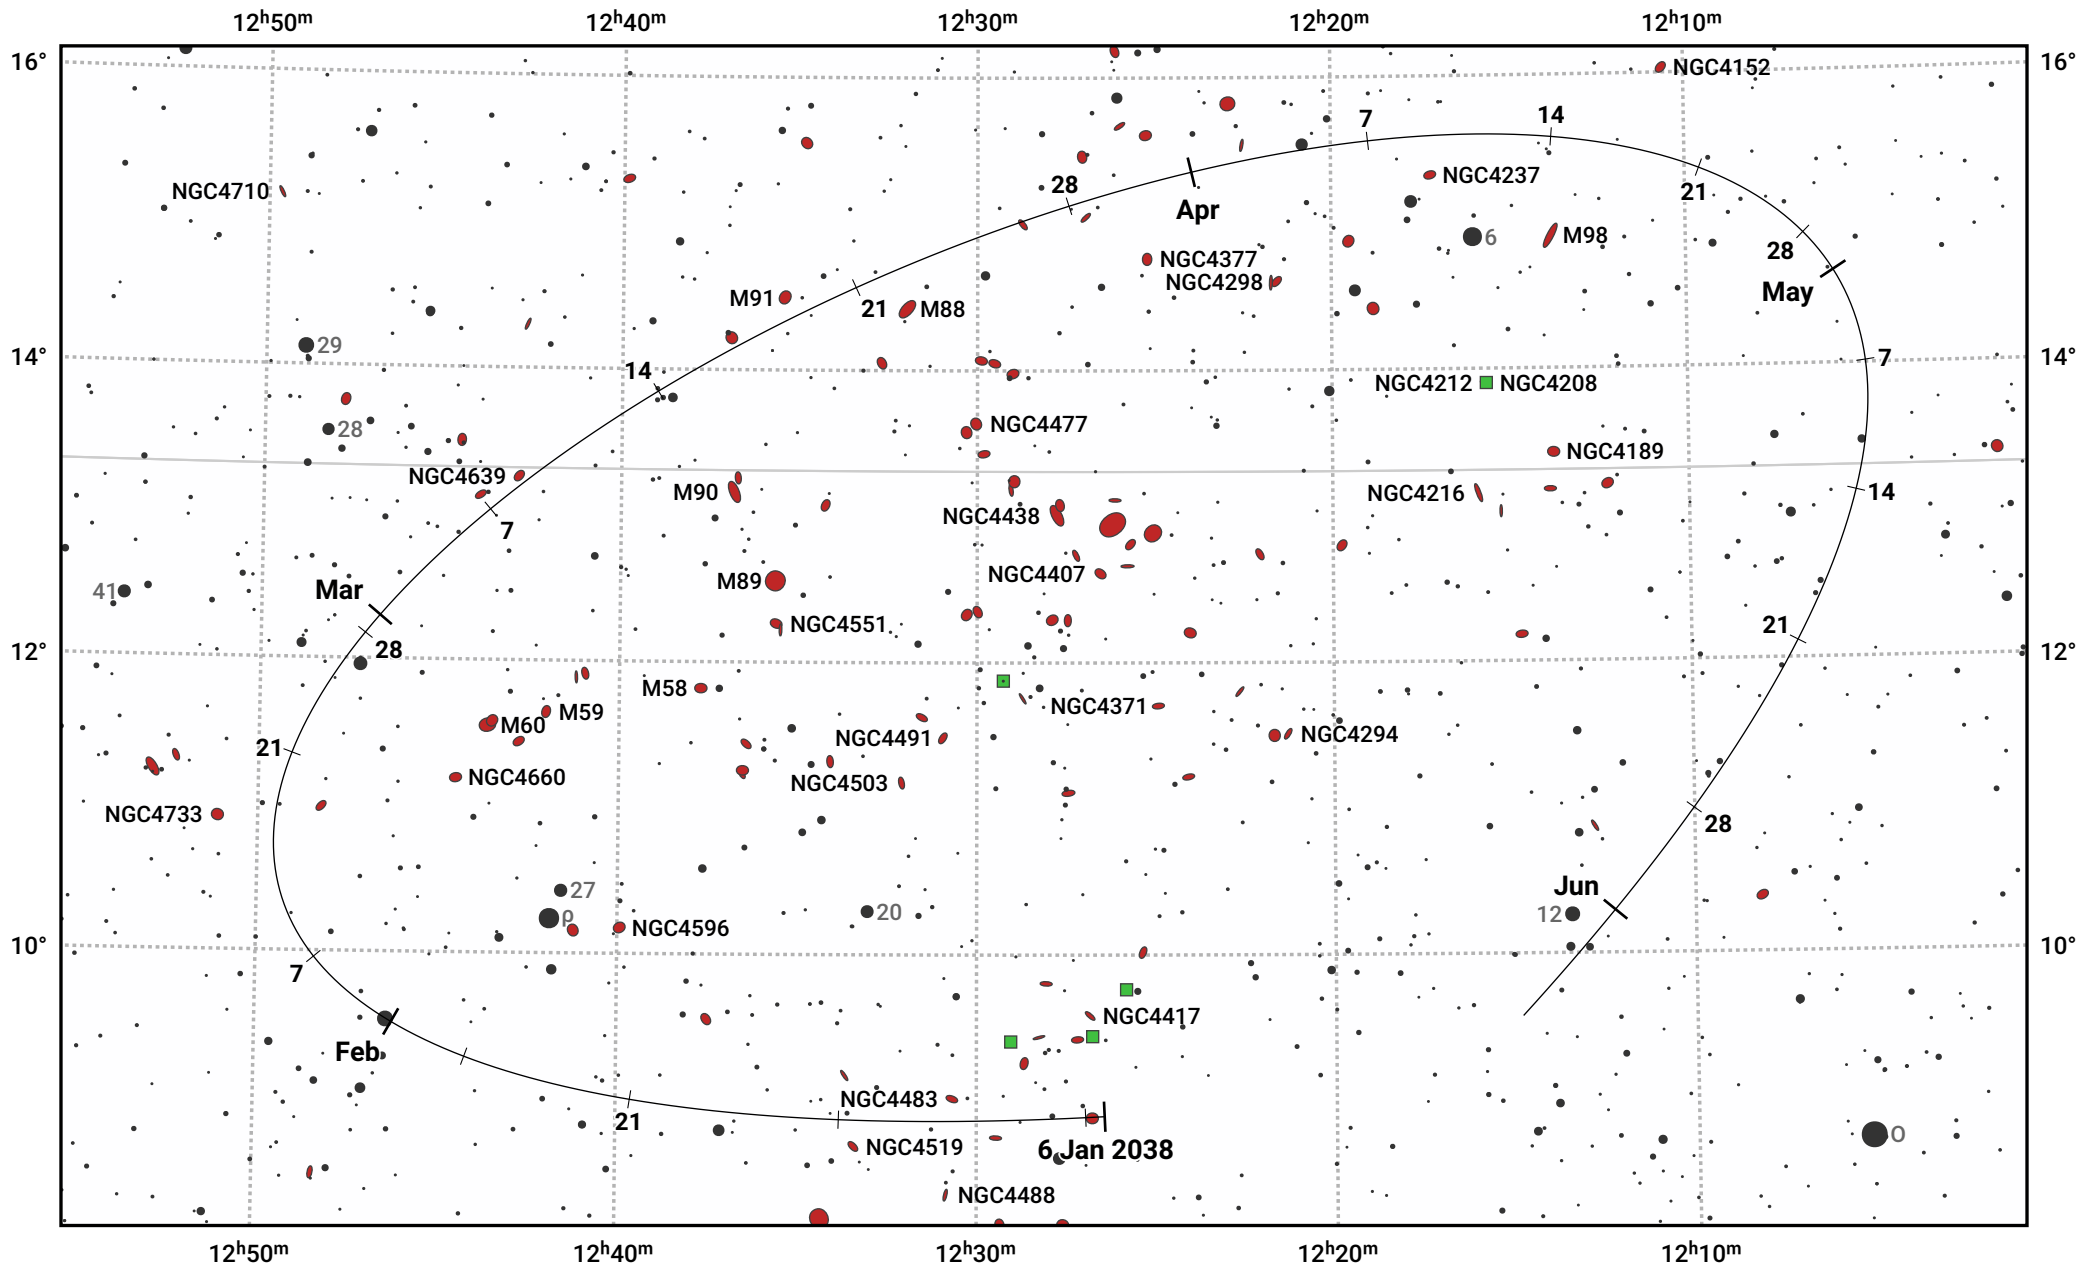 12ʰ50ᵐ 12ʰ40ᵐ 12ʰ30ᵐ 12ʰ20ᵐ 12ʰ10ᵐ
16° 16°
NGC4152
7 14
NGC4710 28 NGC4237 21
Apr
6 M98 28
NGC4377
NGC4298
May
M91 21 M88
29
14° 14 7 14°
NGC4212 NGC4208
28 NGC4477
NGC4639 NGC4189
M90 NGC4216 14
NGC4438
7
M89 NGC4407
41 Mar
NGC4551 21
12° 28 12°
M58
M59 NGC4371
M60
21 NGC4491 NGC4294
NGC4660 NGC4503
NGC4733 28
27 Jun
ρ 20 12
NGC4596
10° 10°
7
NGC4417
Feb
NGC4483
21
NGC4519 6 Jan 2038 ο
NGC4488
12ʰ50ᵐ 12ʰ40ᵐ 12ʰ30ᵐ 12ʰ20ᵐ 12ʰ10ᵐ